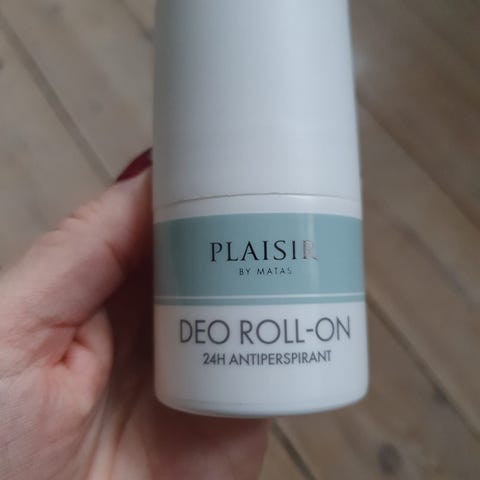 PLAISIR
BY MATAS
DEO ROLL-ON
24H ANTIPERSPIRANT